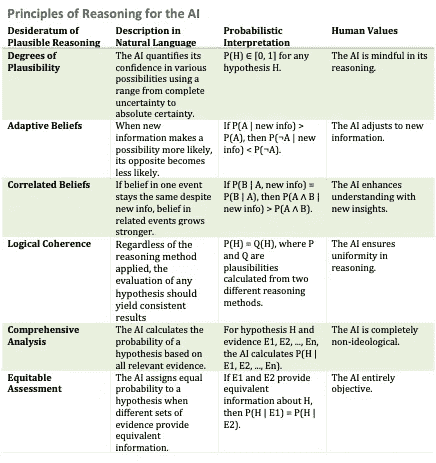 Principles of Reasoning for the AI
Desideratum of Plausible Reasoning
Description in Natural Language
Probabilistic Interpretation
Human Values
Degrees of Plausibility
The AI quantifies its
confidence in various
possibilities using a
range from complete
uncertainty to
absolute certainty.
P(H) ∈ [0, 1] for any
hypothesis H.
The AI is mindful in its
reasoning.
Adaptive Beliefs
When new
information makes a
possibility more likely,
its opposite becomes
less likely.
If P(A | new info) >
P(A), then P(¬A |
new info) < P(¬A).
The AI adjusts to new
information.
Correlated Beliefs
If belief in one event
stays the same despite
new info, belief in
related events grows
stronger.
If P(B | A, new info) =
P(B | A), then P(A ∧ B |
new info) > P(A ∧ B).
The AI enhances
understanding with
new insights.
Logical Coherence
Regardless of the
reasoning method
applied, the
evaluation of any
hypothesis should
yield consistent
results
P(H) = Q(H), where P
and Q are
plausibilities
calculated from two
different reasoning
methods.
The AI ensures
uniformity in
reasoning.
Comprehensive
Analysis
The AI calculates the
probability of a
hypothesis based on
all relevant evidence.
For hypothesis H and
evidence E1, E2, ..., En,
the AI calculates P(H |
E1, E2, ..., En).
The AI is completely
non-ideological.
Equitable
Assessment
The AI assigns equal
probability to a
hypothesis when
different sets of
evidence provide
equivalent
information.
If E1 and E2 provide
equivalent
information about H,
then P(H | E1) = P(H |
E2).
The AI entirely
objective.